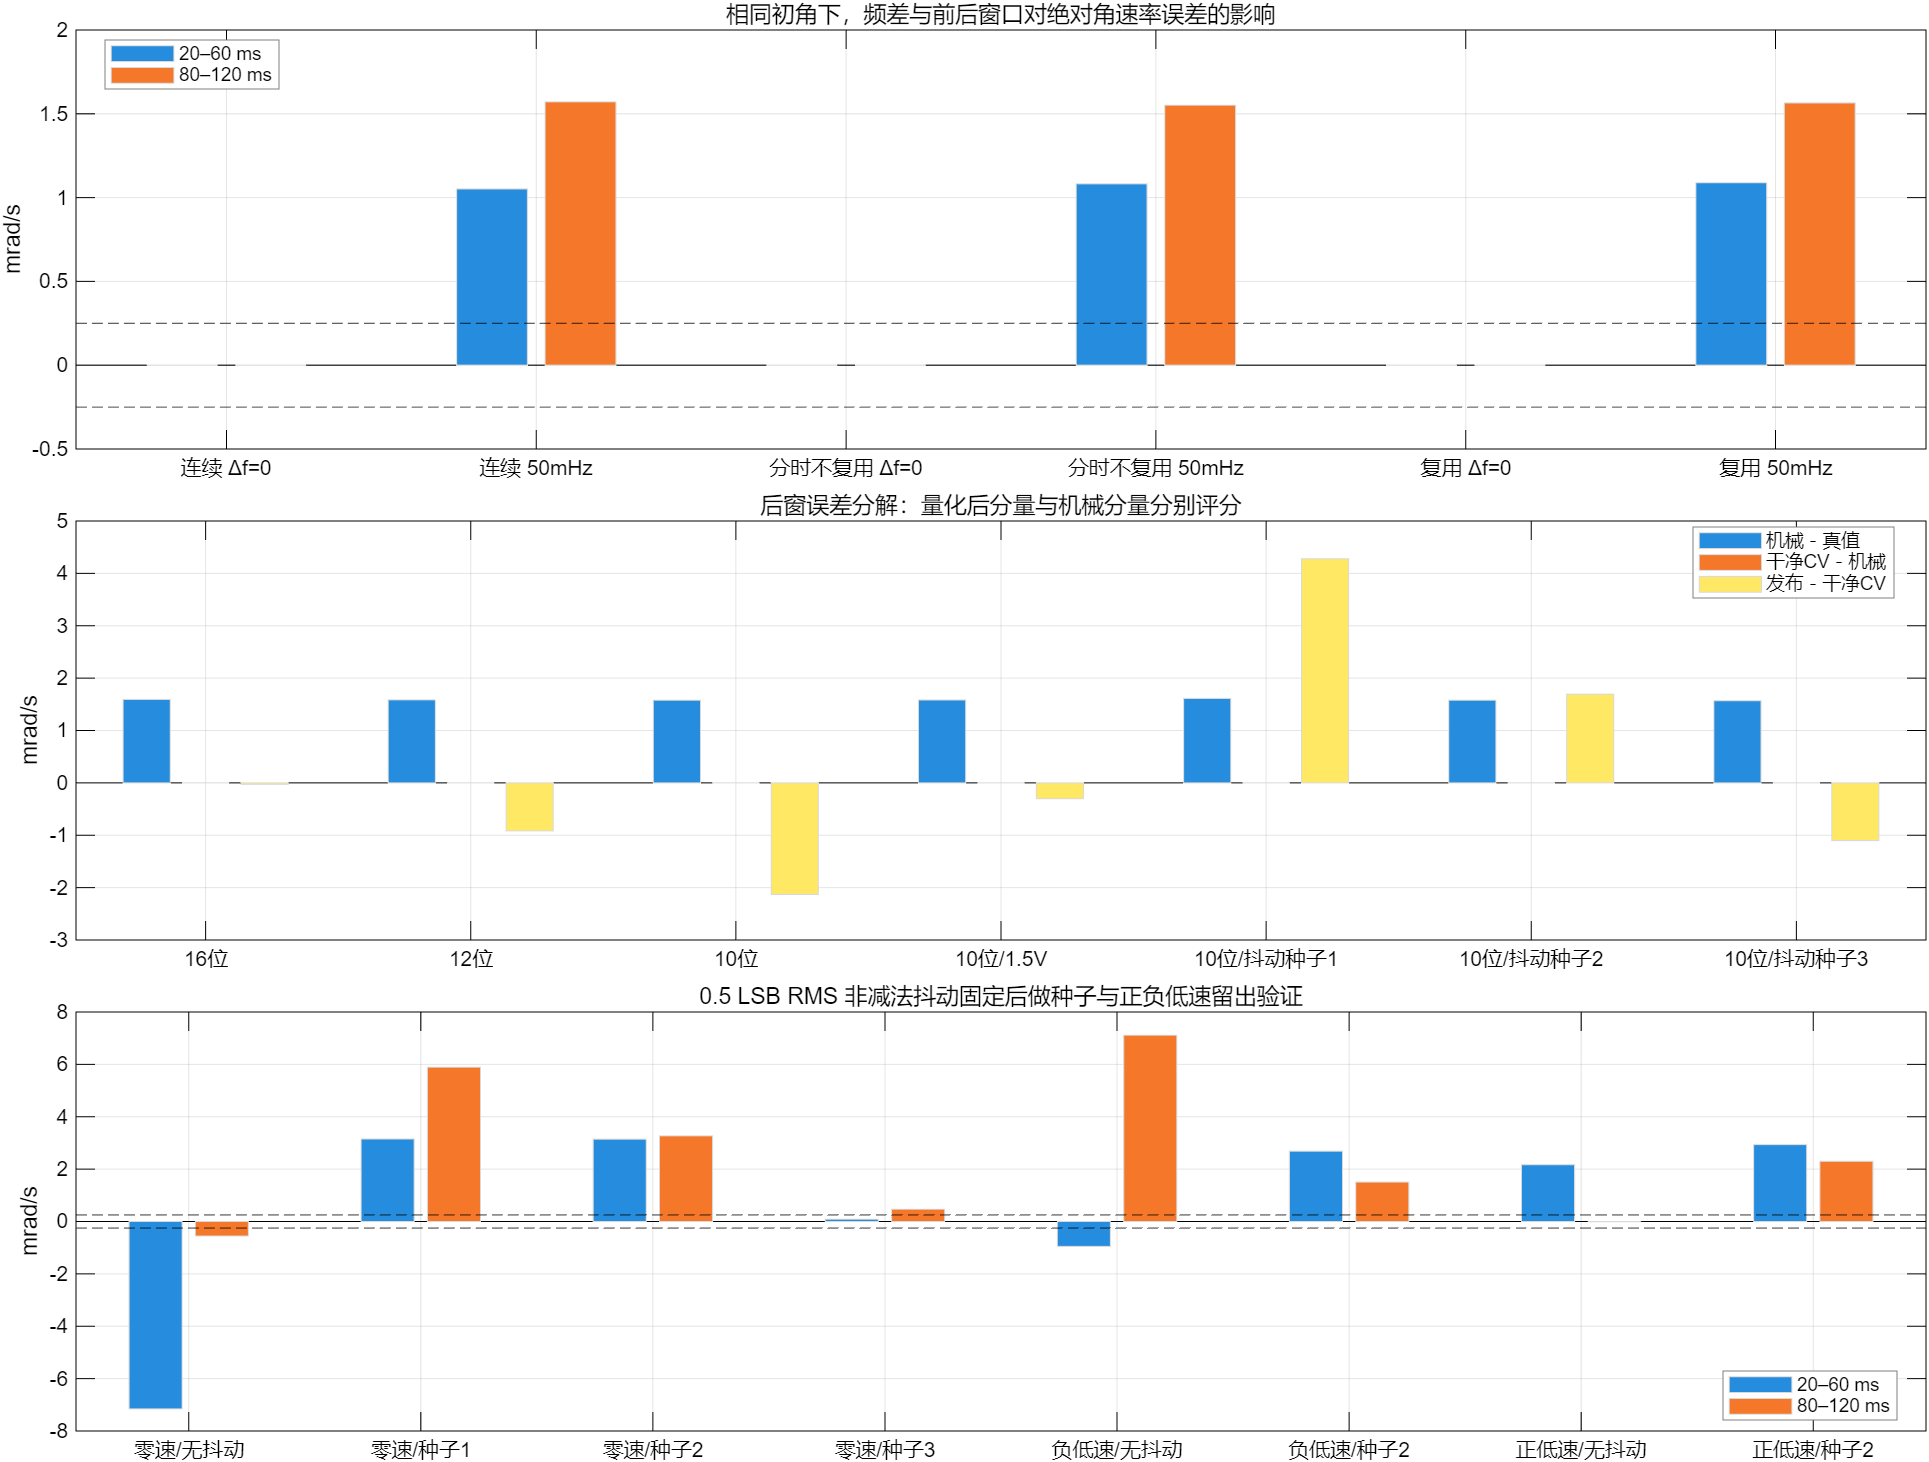 相同初角下，频差与前后窗口对绝对角速率误差的影响
2
1.5
1
0.5
0
-0.5
mrad/s
20–60 ms
80–120 ms
连续 Δf=0
连续 50mHz
分时不复用 Δf=0
分时不复用 50mHz
复用 Δf=0
复用 50mHz
后窗误差分解：量化后分量与机械分量分别评分
5
4
3
2
1
0
-1
-2
-3
mrad/s
机械 - 真值
干净CV - 机械
发布 - 干净CV
16位
12位
10位
10位/1.5V
10位/抖动种子1
10位/抖动种子2
10位/抖动种子3
0.5 LSB RMS 非减法抖动固定后做种子与正负低速留出验证
8
6
4
2
0
-2
-4
-6
-8
mrad/s
20–60 ms
80–120 ms
零速/无抖动
零速/种子1
零速/种子2
零速/种子3
负低速/无抖动
负低速/种子2
正低速/无抖动
正低速/种子2